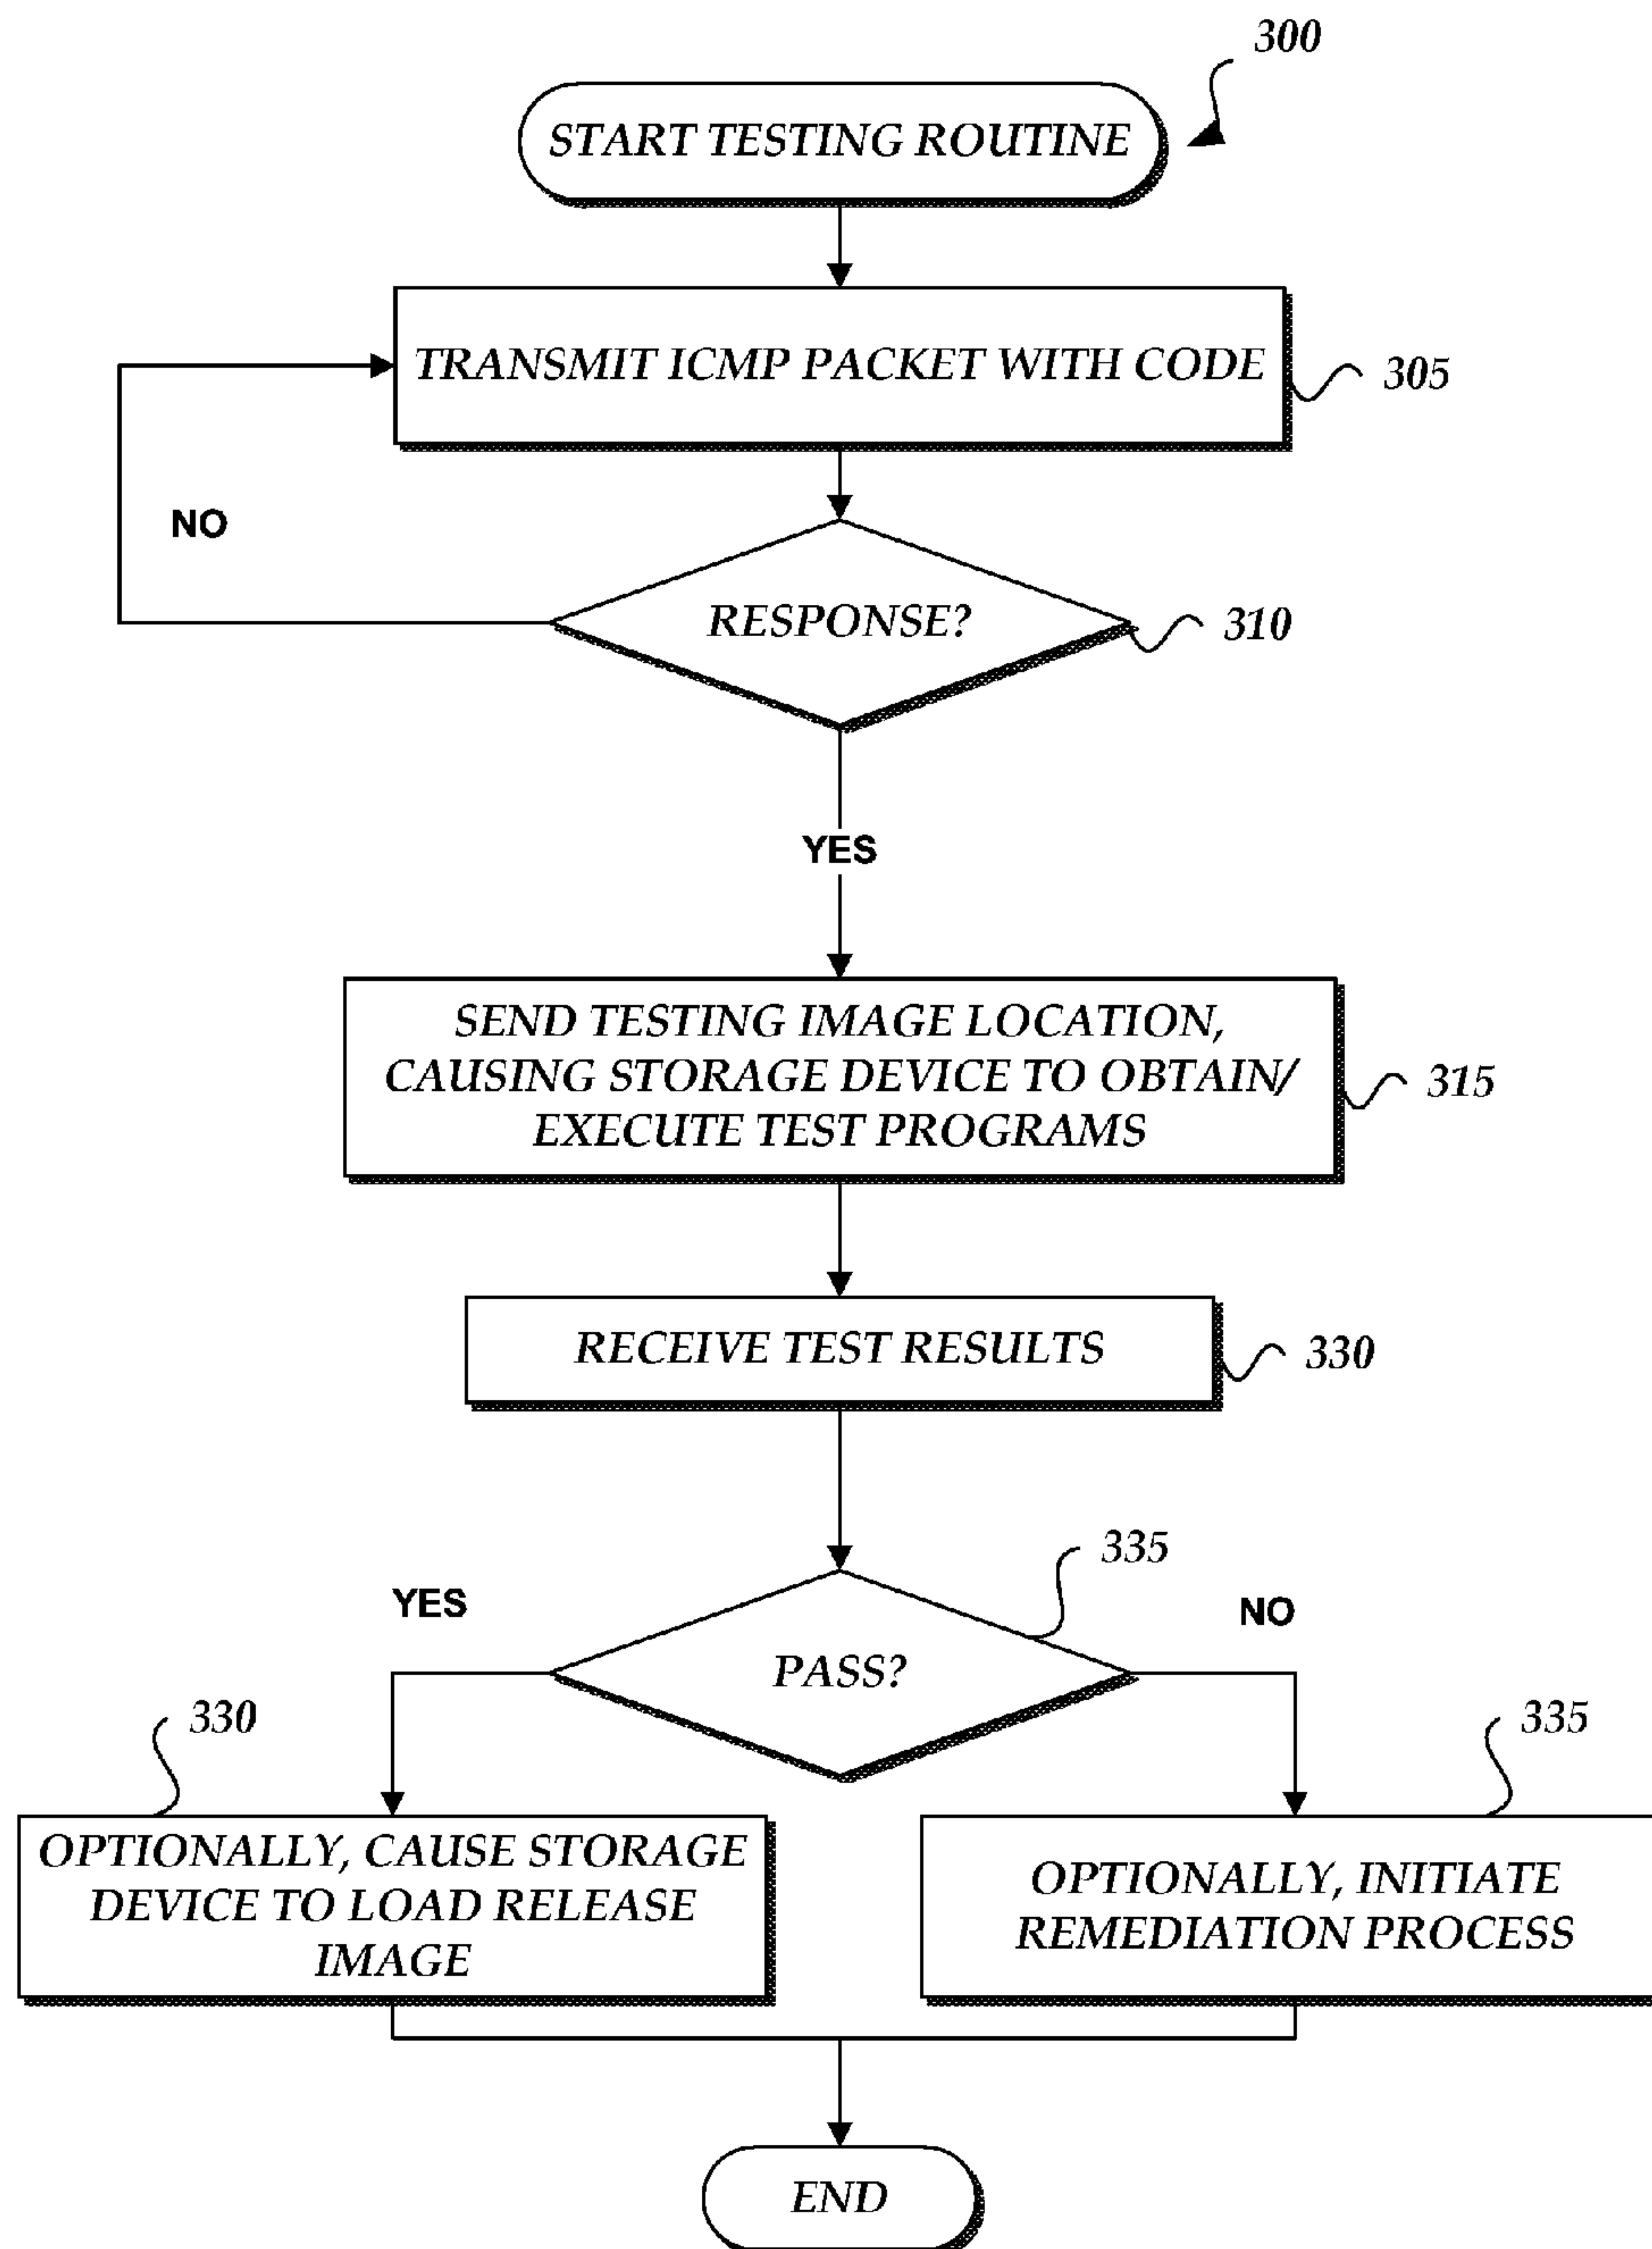 300
START TESTING ROUTINE
TRANSMIT ICMP PACKET WITH CODE
305
NO
RESPONSE?
310
YES
SEND TESTING IMAGE LOCATION,
CAUSING STORAGE DEVICE TO OBTAIN/
EXECUTE TEST PROGRAMS
315
RECEIVE TEST RESULTS
330
335
YES
NO
PASS?
330
335
OPTIONALLY, CAUSE STORAGE
DEVICE TO LOAD RELEASE
IMAGE
OPTIONALLY, INITIATE
REMEDIATION PROCESS
END